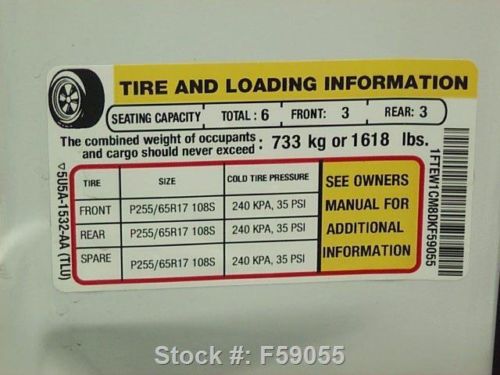 TIRE AND LOADING INFORMATION
SEATING CAPACITY TOTAL : 6 FRONT: 3 REAR: 3
The combined weight of occupants and cargo should never exceed : 733 kg or 1618 lbs.
TIRE SIZE COLD TIRE PRESSURE
FRONT P255/65R17 108S 240 KPA, 35 PSI
REAR P255/65R17 108S 240 KPA, 35 PSI
SPARE P255/65R17 108S 240 KPA, 35 PSI
SEE OWNERS
MANUAL FOR
ADDITIONAL
INFORMATION
5U5A-1532-AA (TLU)
1FTEW1CM8DKF59055
Stock #: F59055